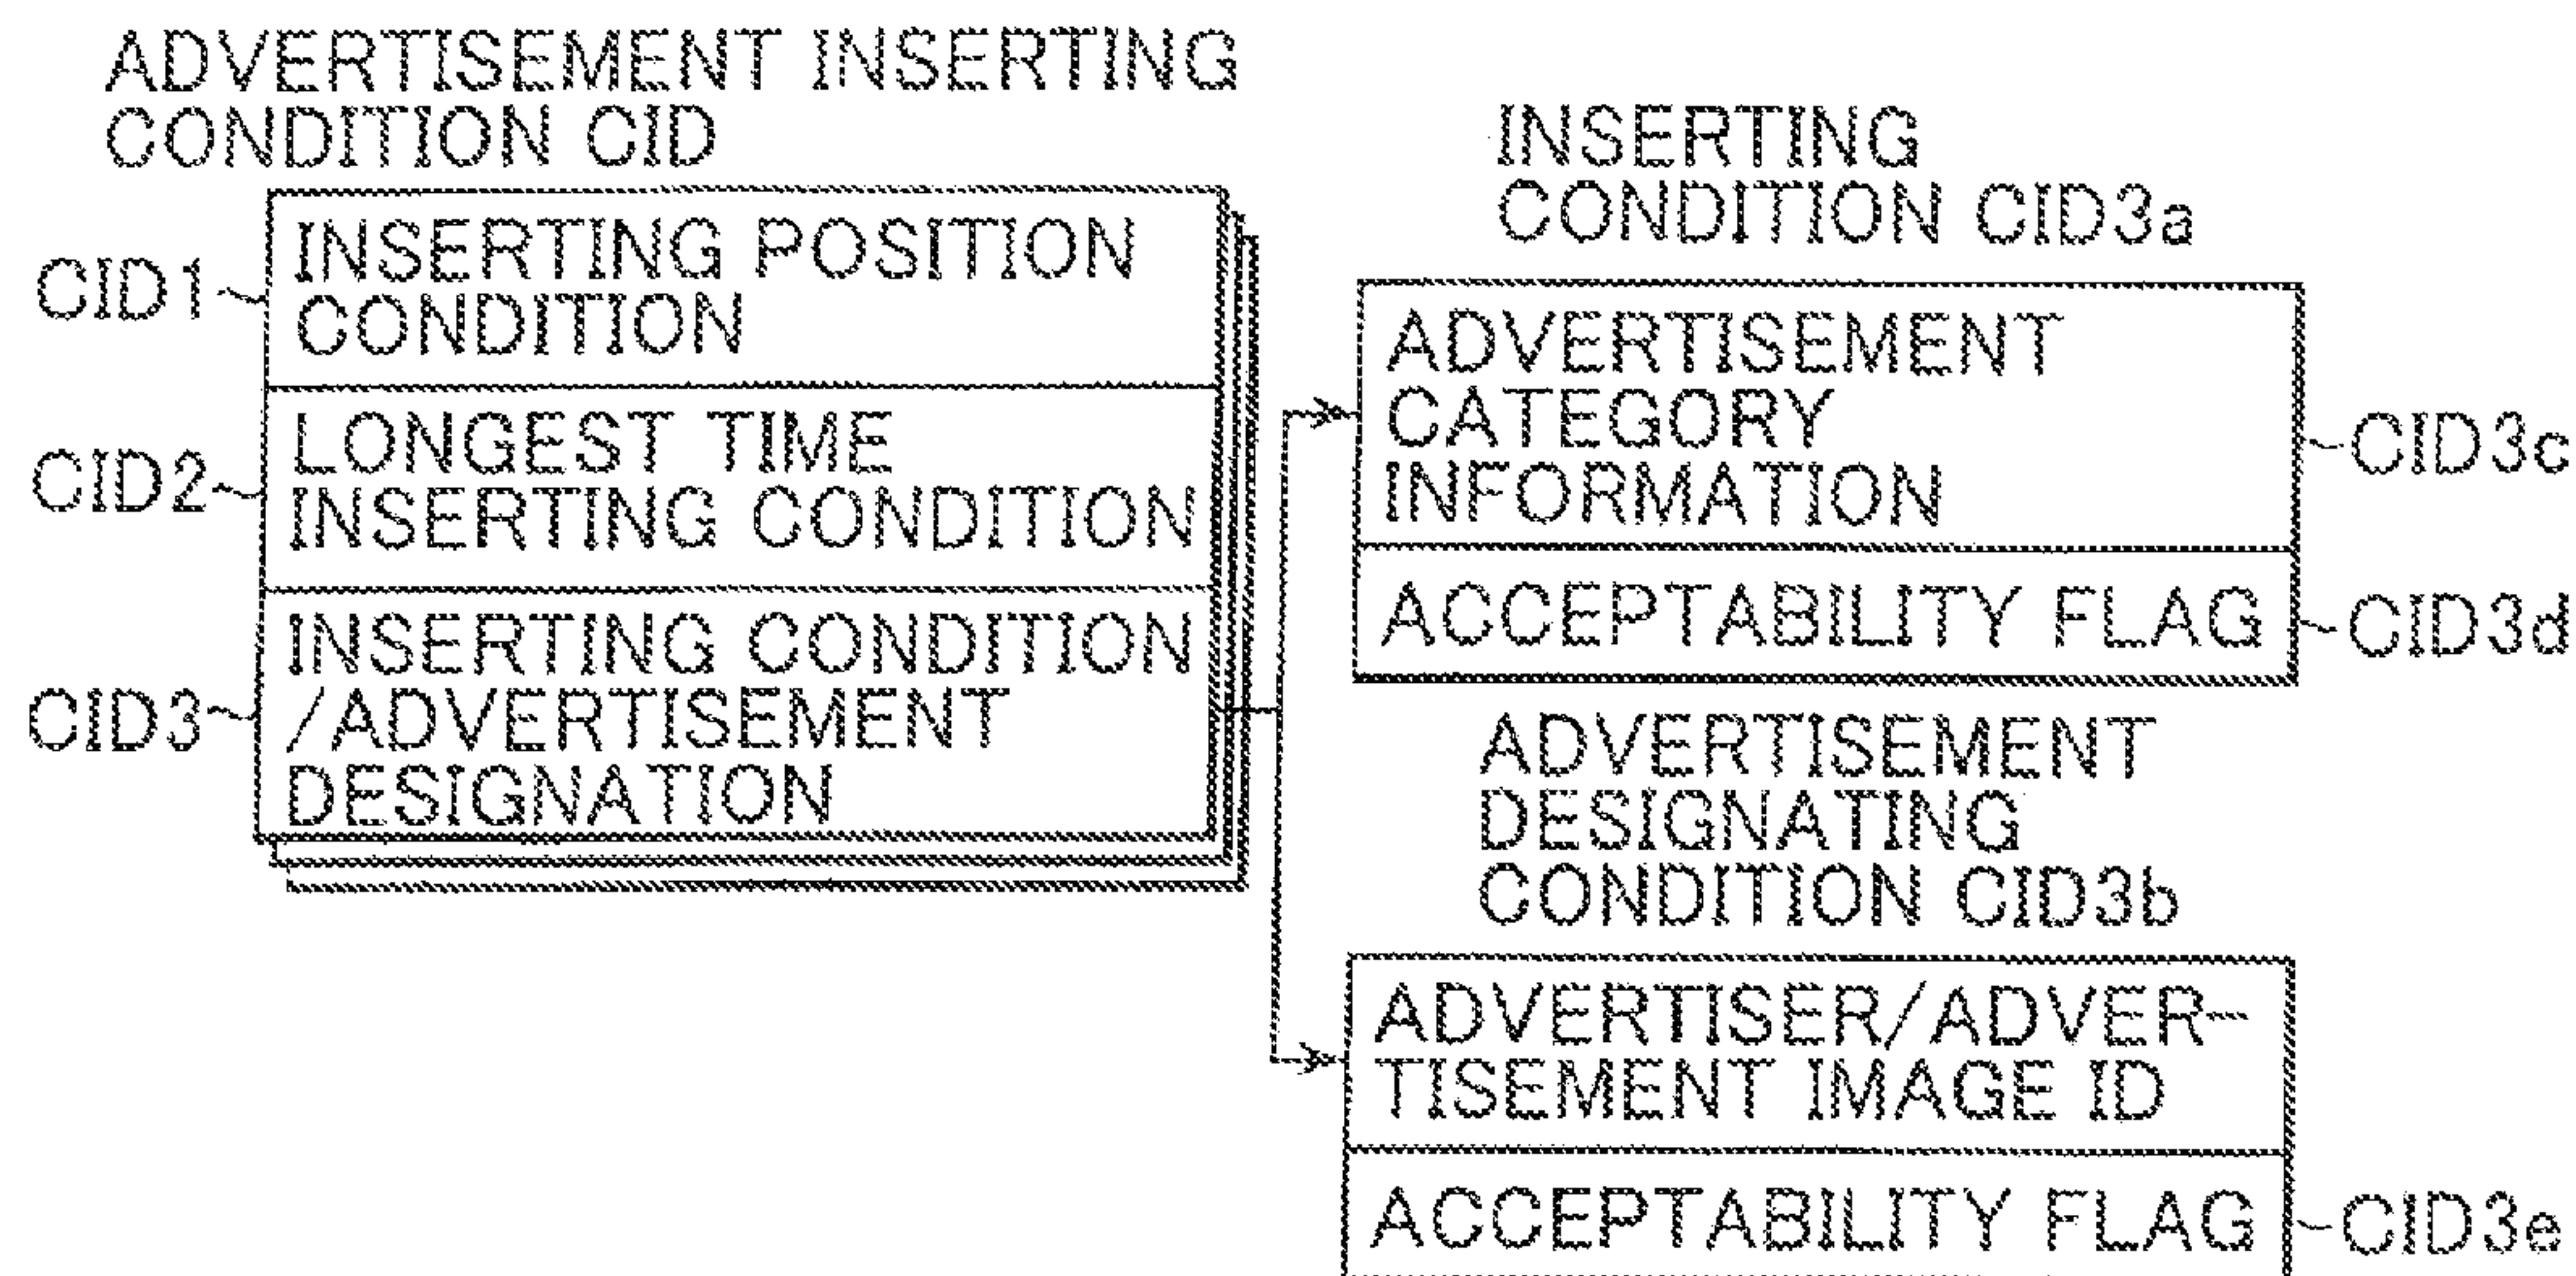 ADVERTISEMENT INSERTING
CONDITION CID
CID1
INSERTING POSITION
CONDITION
CID2
LONGEST TIME
INSERTING CONDITION
CID3
INSERTING CONDITION
/ADVERTISEMENT
DESIGNATION
INSERTING
CONDITION CID3a
ADVERTISEMENT
CATEGORY
INFORMATION
CID3c
ACCEPTABILITY FLAG
CID3d
ADVERTISEMENT
DESIGNATING
CONDITION CID3b
ADVERTISER/ADVER-
TISEMENT IMAGE ID
ACCEPTABILITY FLAG
CID3e